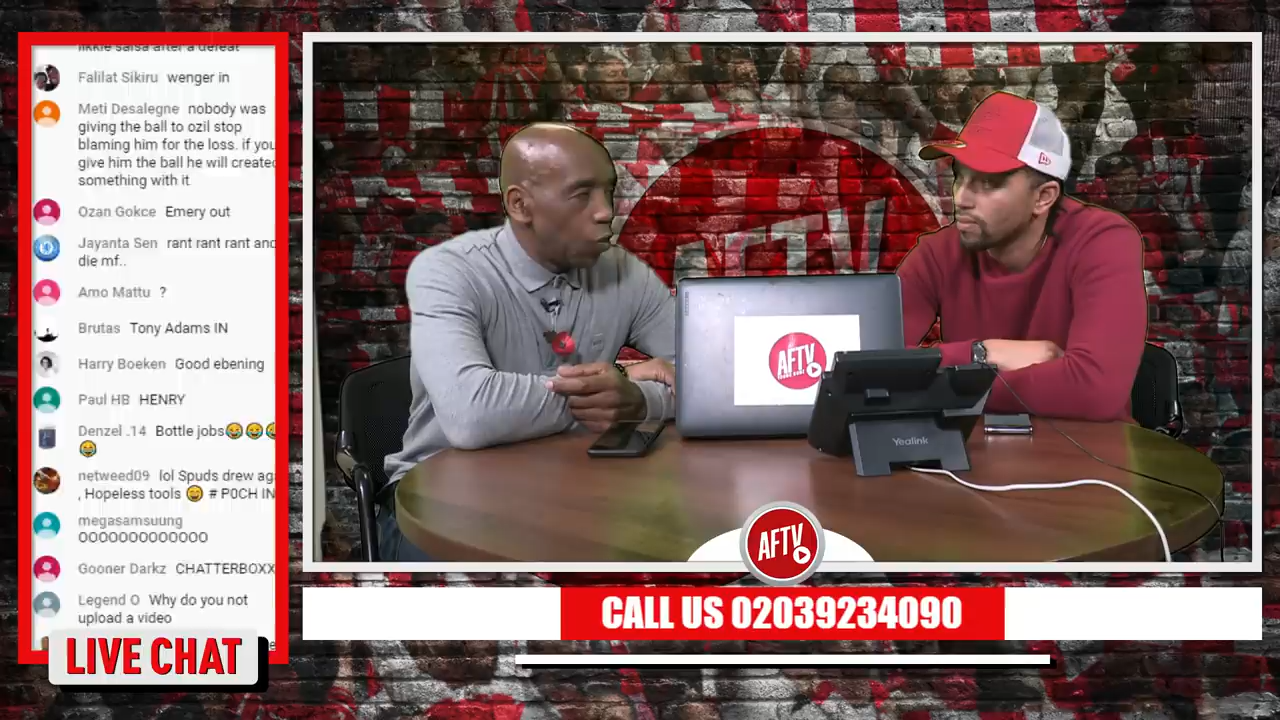 likkle salsa after a defeat
Falilat Sikiru wenger in
Meti Desalegne nobody was
giving the ball to ozil stop
blaming him for the loss. if you
give him the ball he will created
something with it
Ozan Gokce Emery out
Jayanta Sen rant rant rant and
die mf..
Amo Mattu ?
Brutas Tony Adams IN
Harry Boeken Good ebening
Paul HB HENRY
Denzel .14 Bottle jobs😂😂😂
😂
netweed09 lol Spuds drew
, Hopeless tools 😄 # P0CH IN
megasamsuung
OOOOOOOOOOOOO
Gooner Darkz CHATTERBOXX
Legend O Why do you not
upload a video
LIVE CHAT
AFTV
AFTV
Yealink
AFTV
CALL US 02039234090